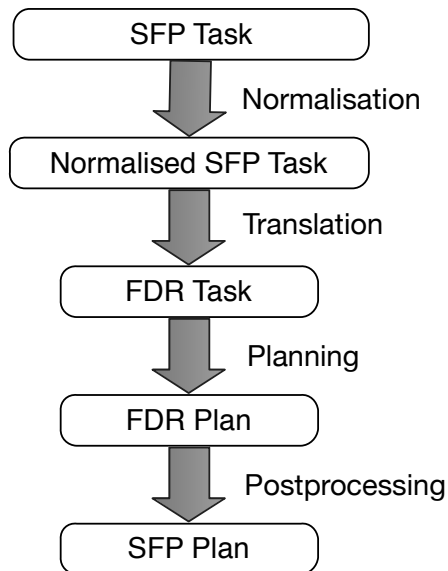 SFP Task
Normalisation
Normalised SFP Task
Translation
FDR Task
Planning
FDR Plan
Postprocessing
SFP Plan